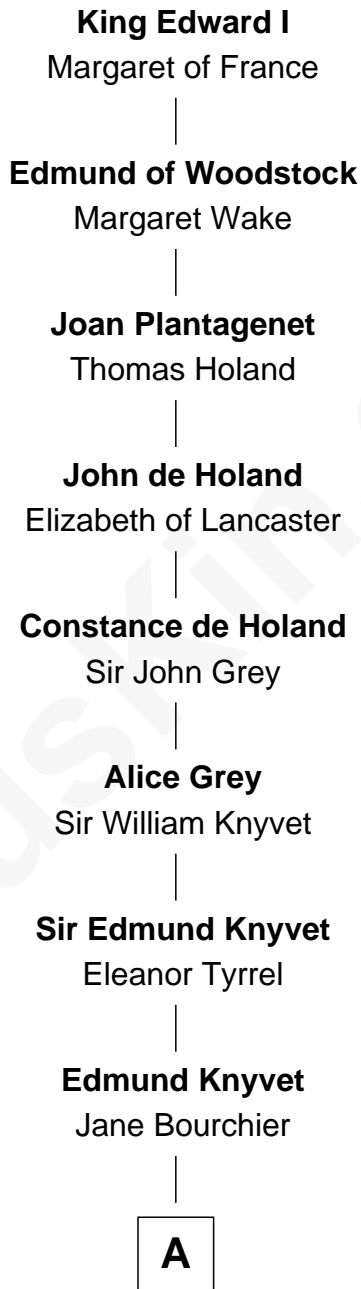 King Edward I
Margaret of France
Edmund of Woodstock
Margaret Wake
Joan Plantagenet
Thomas Holand
John de Holand
Elizabeth of Lancaster
Constance de Holand
Sir John Grey
Alice Grey
Sir William Knyvet
Sir Edmund Knyvet
Eleanor Tyrrel
Edmund Knyvet
Jane Bourchier
A